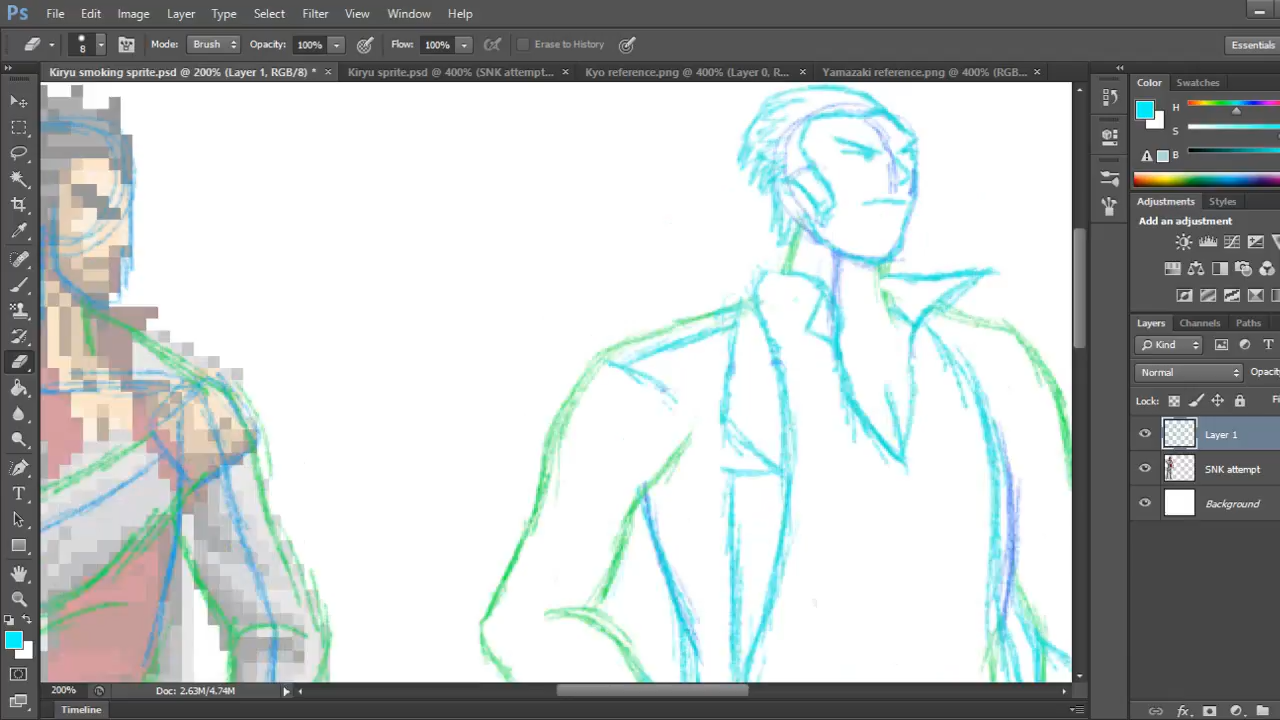 Ps File Edit Image Layer Type Select Filter View Window Help
8 Mode: Brush Opacity: 100% Flow: 100% Erase to History Essentials
Kiryu smoking sprite.psd @ 200% (Layer 1, RGB/8) * × Kiryu sprite.psd @ 400% (SNK attempt... × Kyo reference.png @ 400% (Layer 0, R... × Yamazaki reference.png @ 400% (RGB... ×
Color Swatches
H
S
B
Adjustments Styles
Add an adjustment
Layers Channels Paths
Kind
Normal Opacity
Lock:
Layer 1
SNK attempt
Background
200% Doc: 2.63M/4.74M
Timeline